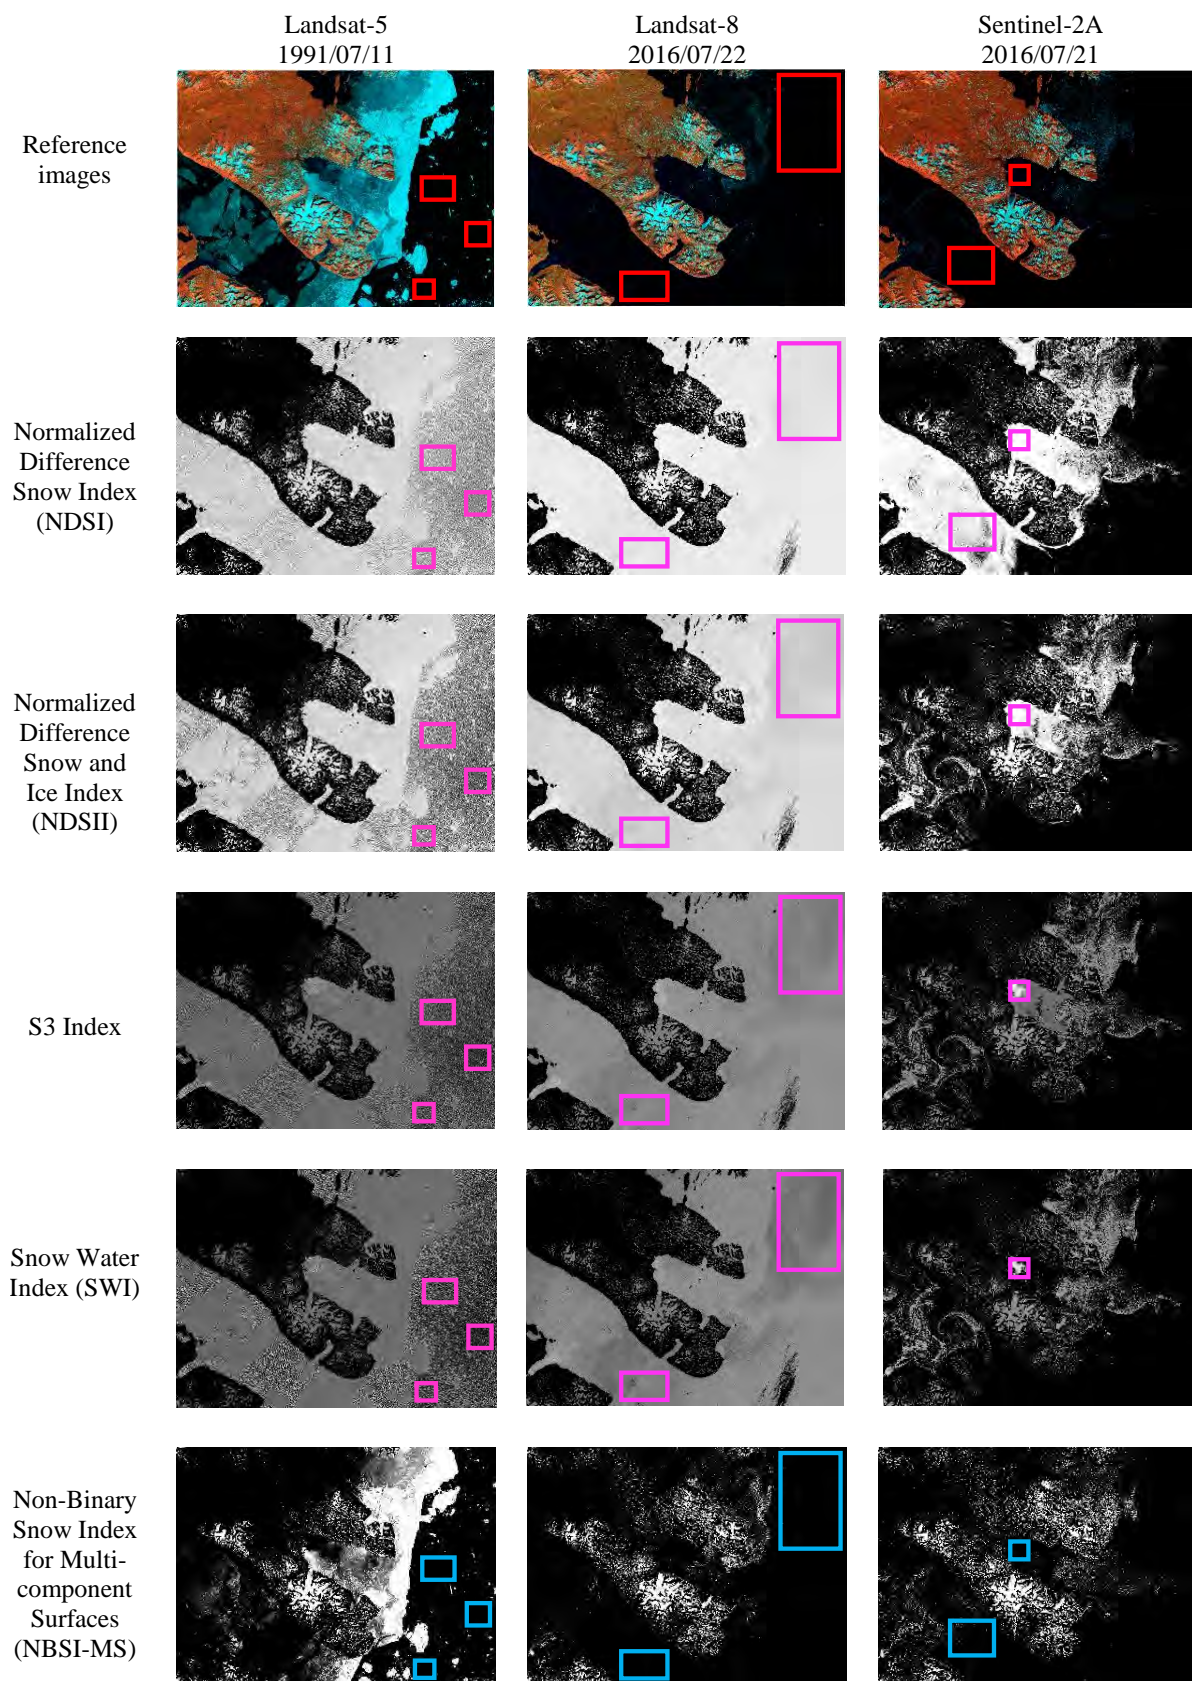 Landsat-5
1991/07/11
Landsat-8
2016/07/22
Sentinel-2A
2016/07/21
Reference
images
Normalized
Difference
Snow Index
(NDSI)
Normalized
Difference
Snow and
Ice Index
(NDSII)
S3 Index
Snow Water
Index (SWI)
Non-Binary
Snow Index
for Multi-
component
Surfaces
(NBSI-MS)